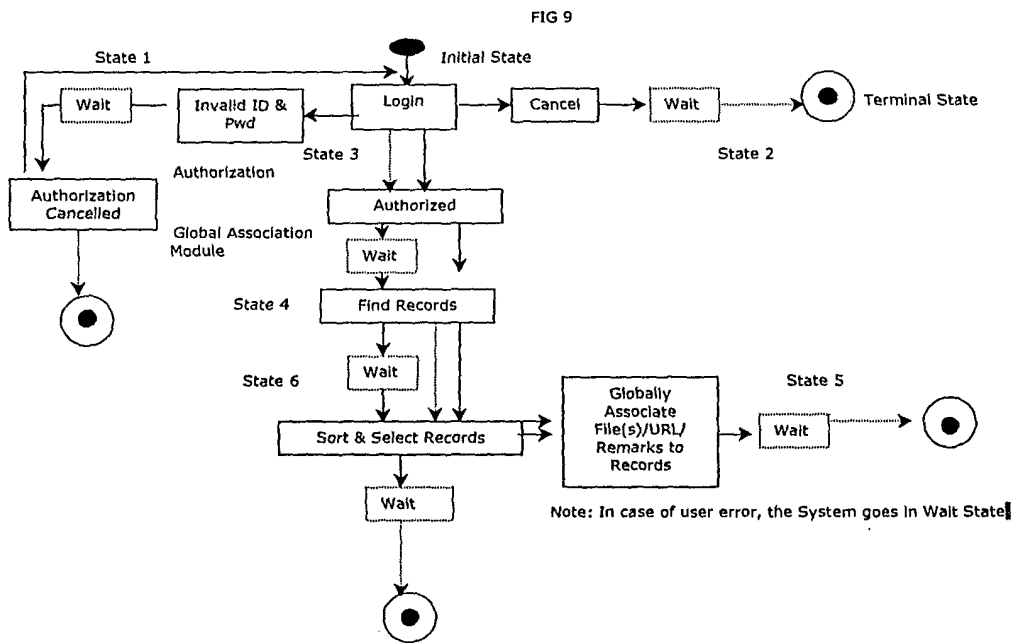 FIG 9
State 1
Initial State
Wait
Invalid ID &
Pwd
Login
Cancel
Wait
Terminal State
State 3
State 2
Authorization
Authorization
Cancelled
Authorized
Global Association
Module
Wait
State 4
Find Records
Wait
State 6
Globally
Associate
File(s)/URL/
Remarks to
Records
State 5
Wait
Sort & Select Records
Wait
Note: In case of user error, the System goes in Wait State